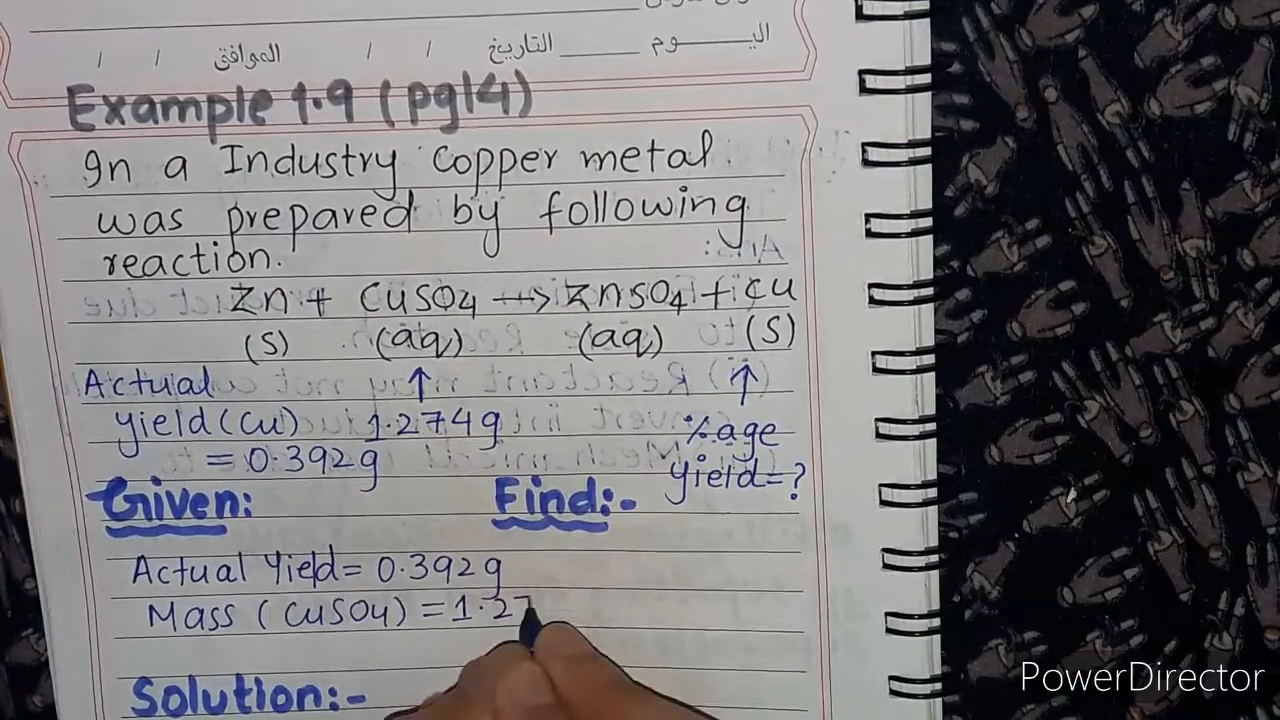 اليوم ــــ التاريخ / / الموافق / /
Example 1.9 (pg14)
In a Industry Copper metal
was prepared by following
reaction.
Zn + CuSO4 → ZnSO4 + Cu
(S) (aq) (aq) (S)
Actual ↑ ↑
yield (Cu) 1.274g %age
= 0.392g yield=?
Given: Find:-
Actual Yield= 0.392g
Mass (CuSO4) = 1.27
Solution:-
PowerDirector